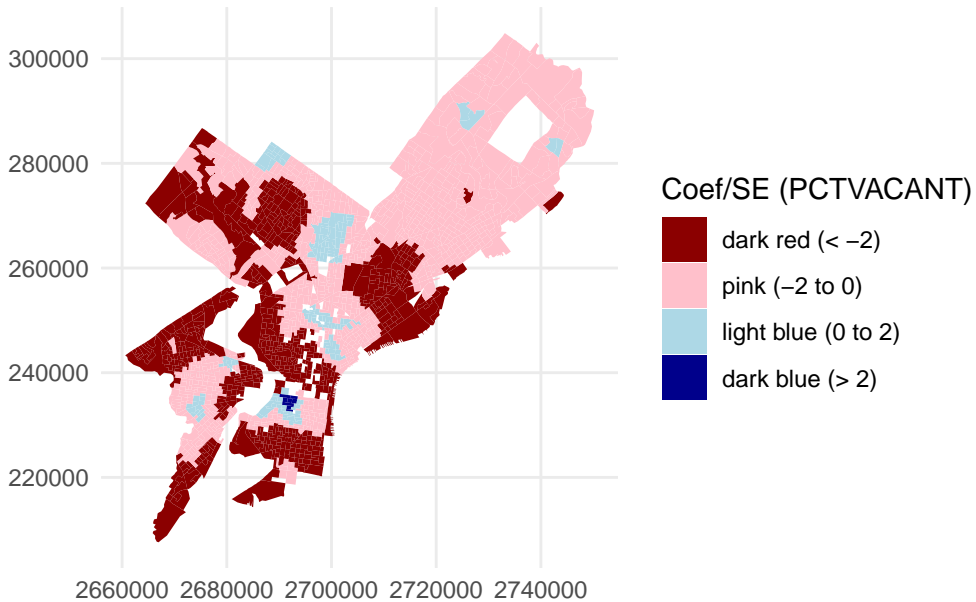 300000
280000
260000
240000
220000
2660000 2680000 2700000 2720000 2740000
Coef/SE (PCTVACANT)
dark red (< −2)
pink (−2 to 0)
light blue (0 to 2)
dark blue (> 2)